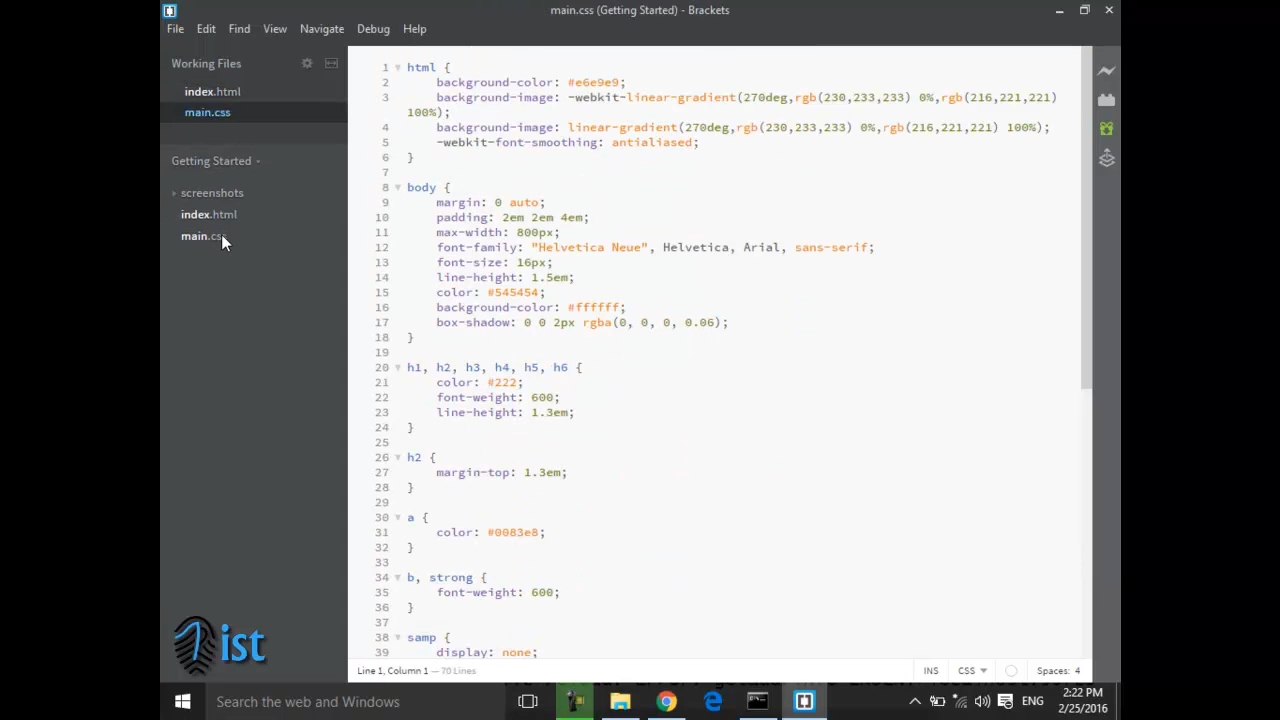 main.css (Getting Started) - Brackets
File Edit Find View Navigate Debug Help
Working Files
index.html
main.css
Getting Started
screenshots
index.html
main.css
1 html {
2 background-color: #e6e9e9;
3 background-image: -webkit-linear-gradient(270deg,rgb(230,233,233) 0%,rgb(216,221,221)
100%);
4 background-image: linear-gradient(270deg,rgb(230,233,233) 0%,rgb(216,221,221) 100%);
5 -webkit-font-smoothing: antialiased;
6 }
7
8 body {
9 margin: 0 auto;
10 padding: 2em 2em 4em;
11 max-width: 800px;
12 font-family: "Helvetica Neue", Helvetica, Arial, sans-serif;
13 font-size: 16px;
14 line-height: 1.5em;
15 color: #545454;
16 background-color: #ffffff;
17 box-shadow: 0 0 2px rgba(0, 0, 0, 0.06);
18 }
19
20 h1, h2, h3, h4, h5, h6 {
21 color: #222;
22 font-weight: 600;
23 line-height: 1.3em;
24 }
25
26 h2 {
27 margin-top: 1.3em;
28 }
29
30 a {
31 color: #0083e8;
32 }
33
34 b, strong {
35 font-weight: 600;
36 }
37
38 samp {
39 display: none;
ist
Line 1, Column 1 — 70 Lines
INS CSS Spaces: 4
Search the web and Windows
ENG
2:22 PM
2/25/2016